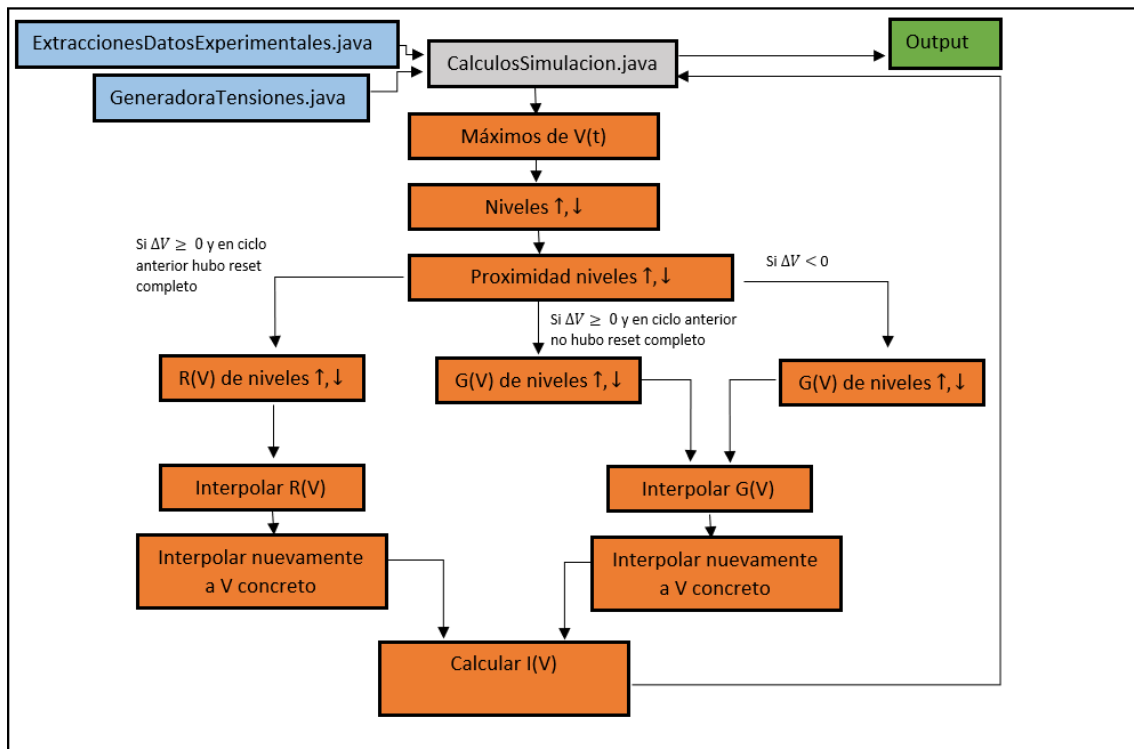 ExtraccionesDatosExperimentales.java
GeneradoraTensiones.java
CalculosSimulacion.java
Output
Máximos de V(t)
Niveles ↑,↓
Proximidad niveles ↑,↓
Si ΔV ≥ 0 y en ciclo
anterior hubo reset
completo
Si ΔV ≥ 0 y en ciclo anterior
no hubo reset completo
Si ΔV < 0
R(V) de niveles ↑,↓
G(V) de niveles ↑,↓
G(V) de niveles ↑,↓
Interpolar R(V)
Interpolar G(V)
Interpolar nuevamente
a V concreto
Interpolar nuevamente
a V concreto
Calcular I(V)